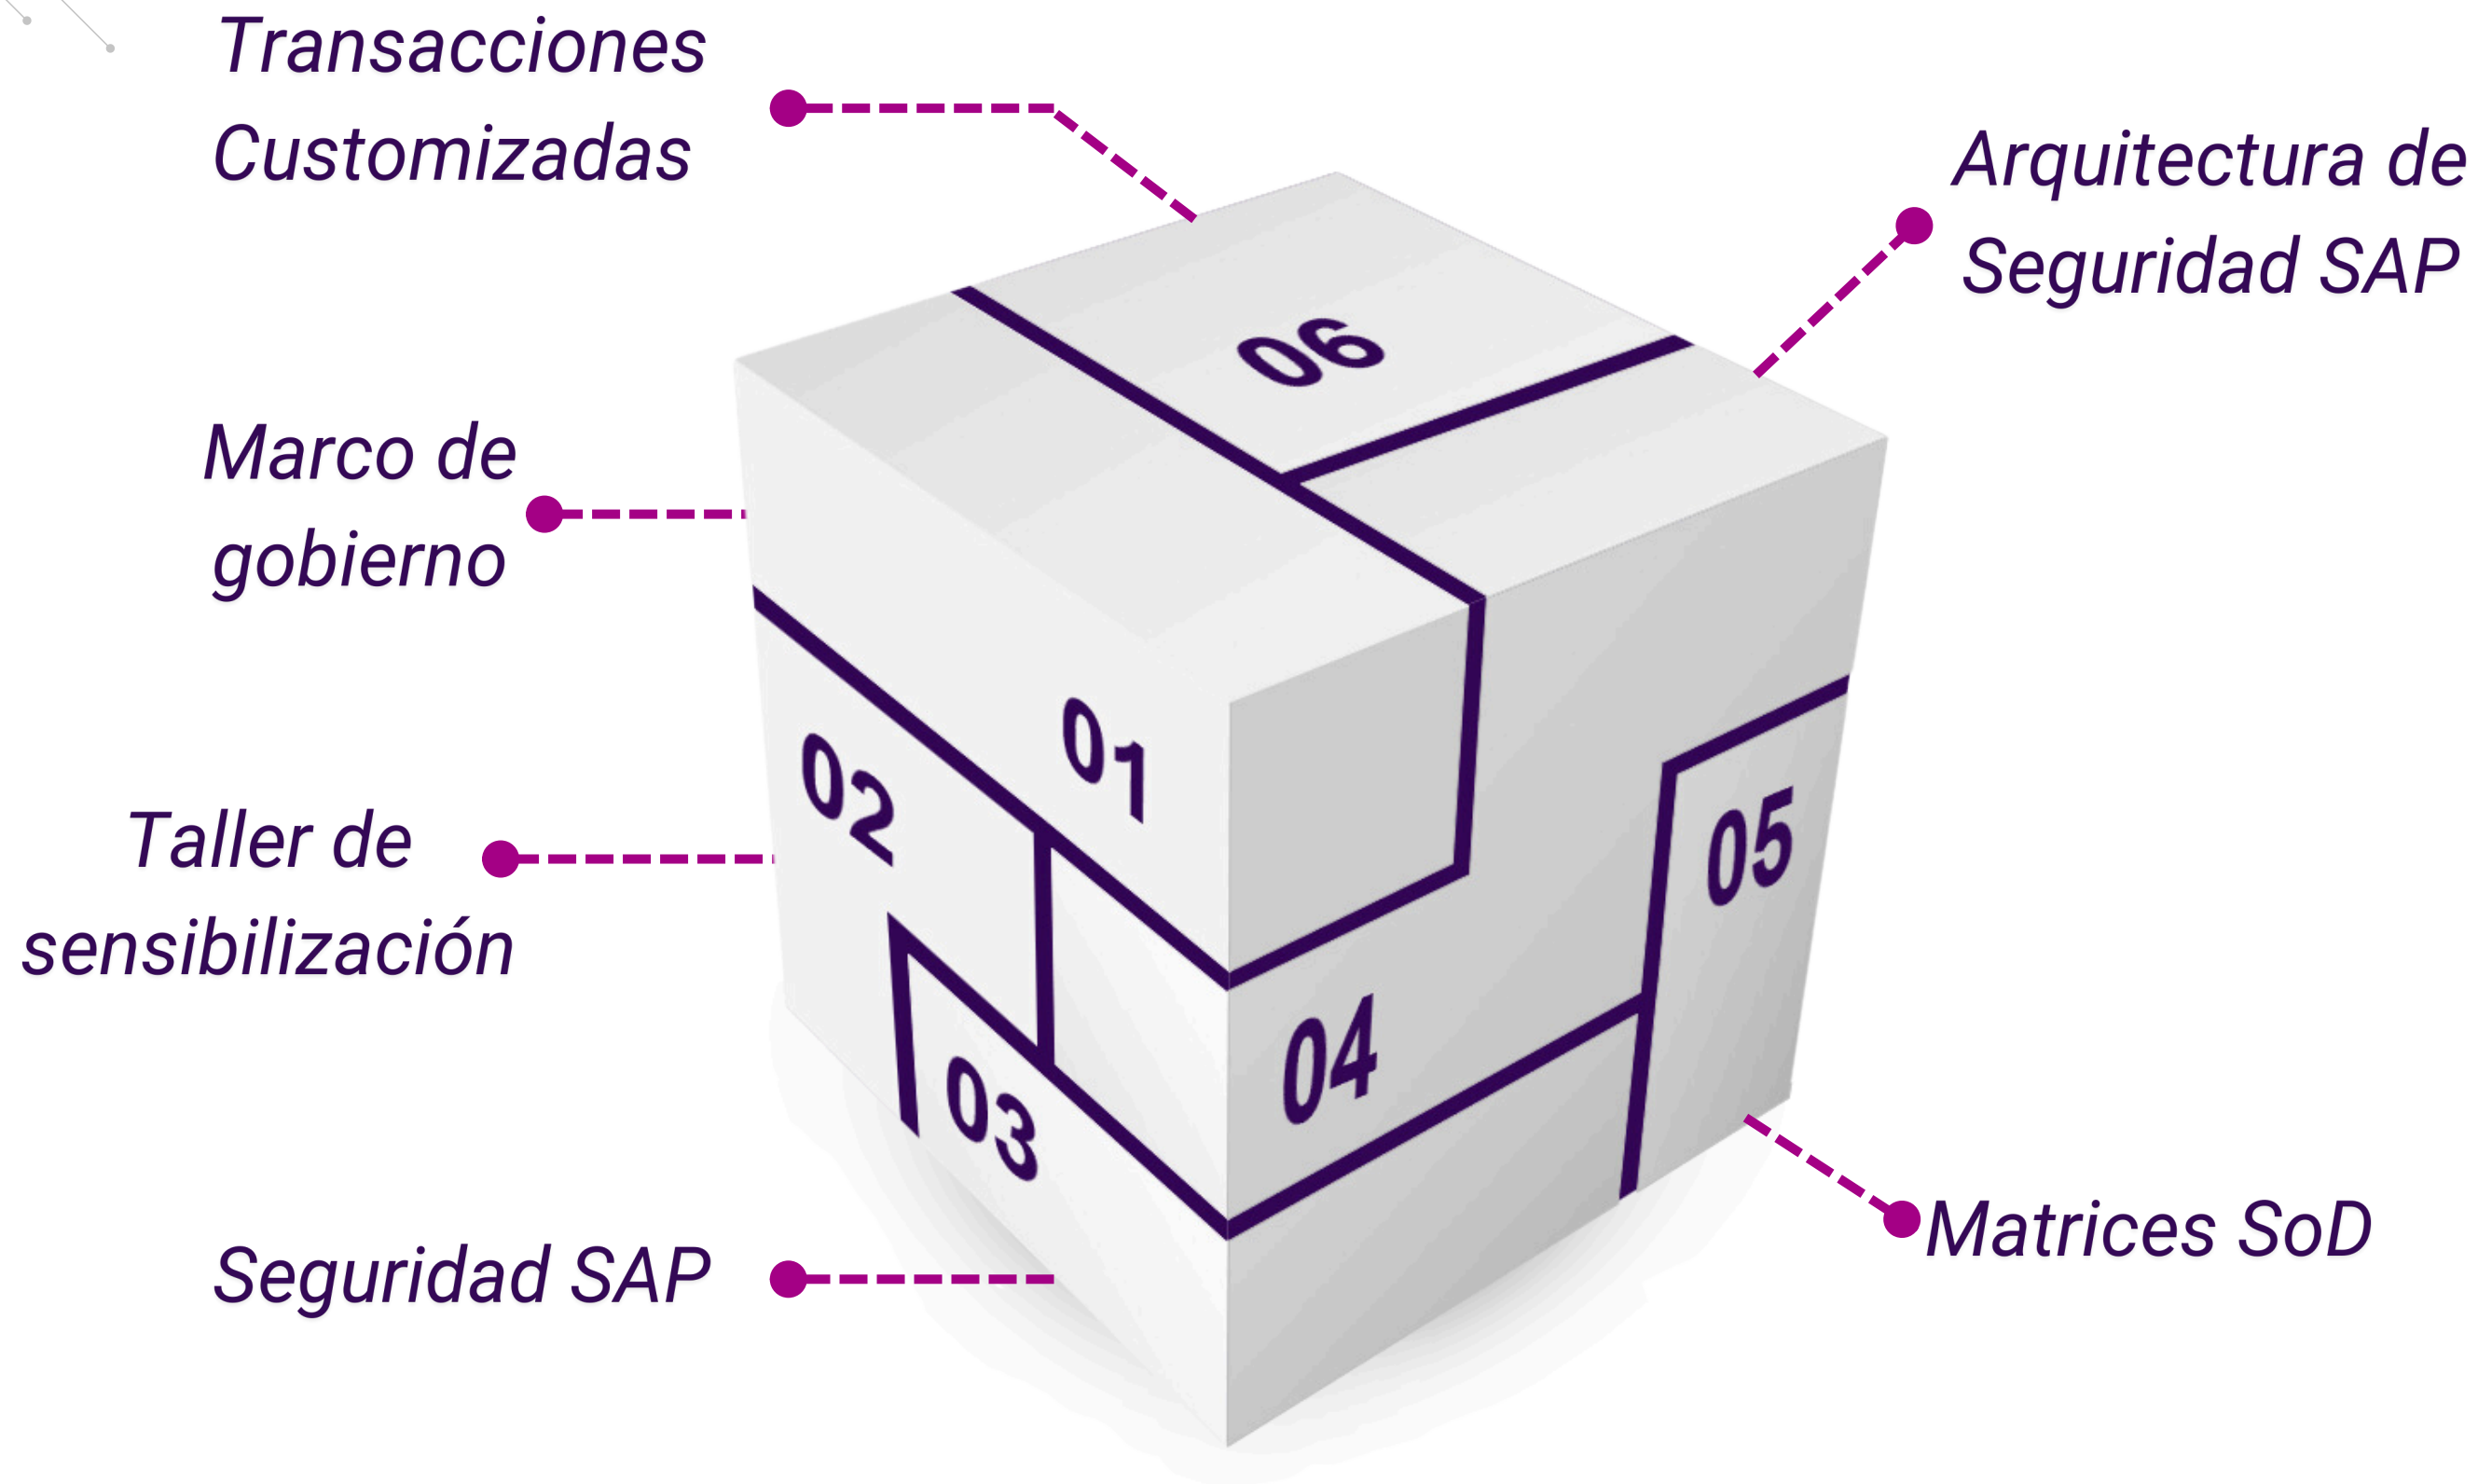 Transacciones
Customizadas
Arquitectura de
Seguridad SAP
06
Marco de
gobierno
01
02
05
Taller de
sensibilización
04
03
Matrices SoD
Seguridad SAP